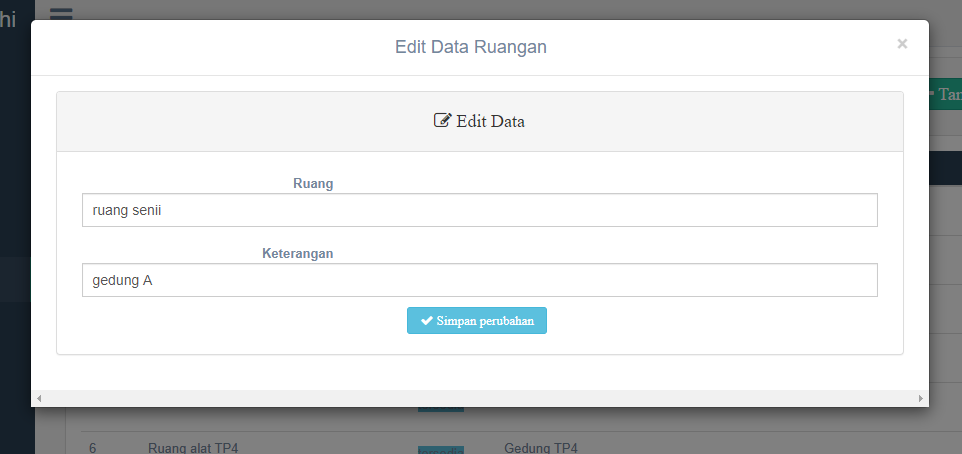 hi
Edit Data Ruangan
×
Tar
Edit Data
Ruang
ruang senii
Keterangan
gedung A
Simpan perubahan
6 Ruang alat TP4 tersedia Gedung TP4